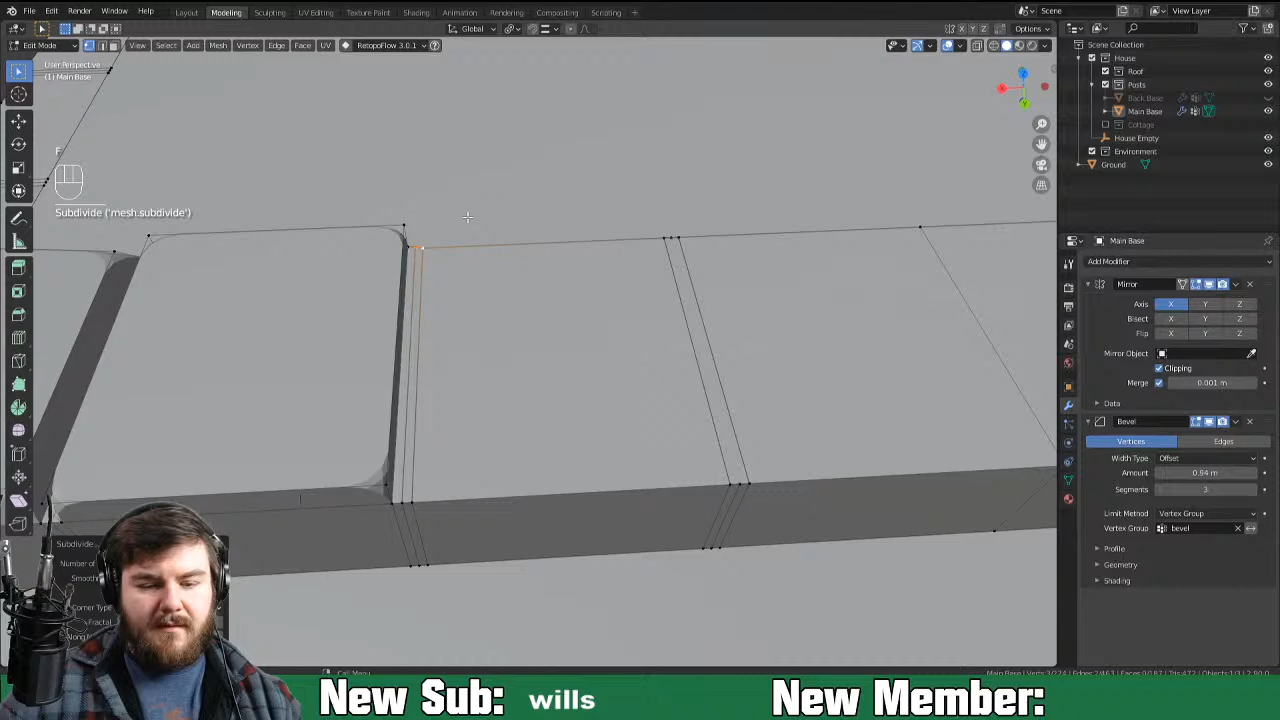 File Edit Render Window Help Layout Modeling Sculpting UV Editing Texture Paint Shading Animation Rendering Compositing Scripting + Scene View Layer
Edit Mode View Select Add Mesh Vertex Edge Face UV RetopoFlow 3.0.1 Global X Y Z Options
User Perspective
(1) Main Base
F
Subdivide ('mesh.subdivide')
Scene Collection
House
Roof
Posts
Back Base
Main Base
Cottage
House Empty
Environment
Ground
Main Base
Add Modifier
Mirror
Axis X Y Z
Bisect X Y Z
Flip X Y Z
Mirror Object
Clipping
Merge 0.001 m
Data
Bevel
Vertices Edges
Width Type Offset
Amount 0.94 m
Segments 3
Limit Method Vertex Group
Vertex Group bevel
Profile
Geometry
Shading
Subdivide
Number of
Smooth
Corner Type
Fractal
Along
Call Menu
New Sub: wills New Member: